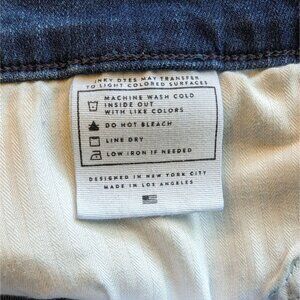 INKY DYES MAY TRANSFER
TO LIGHT COLORED SURFACES
MACHINE WASH COLD
INSIDE OUT
WITH LIKE COLORS
DO NOT BLEACH
LINE DRY
LOW IRON IF NEEDED
DESIGNED IN NEW YORK CITY
MADE IN LOS ANGELES